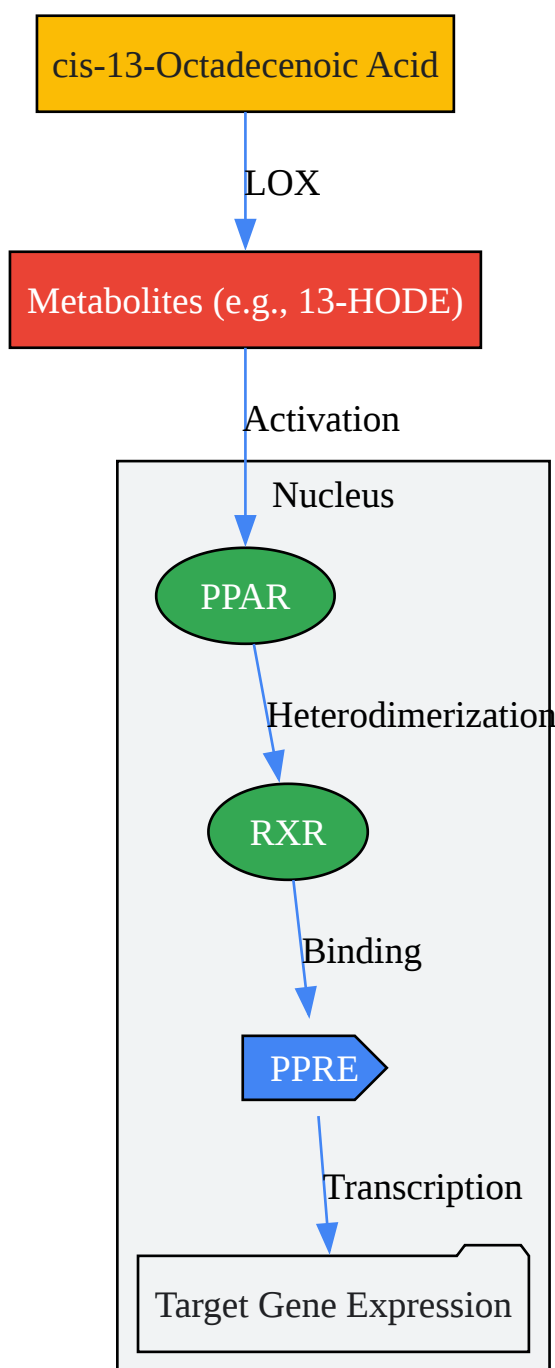 cis-13-Octadecenoic Acid
LOX
Metabolites (e.g., 13-HODE)
Activation
Nucleus
PPAR
Heterodimerization
RXR
Binding
PPRE
Transcription
Target Gene Expression